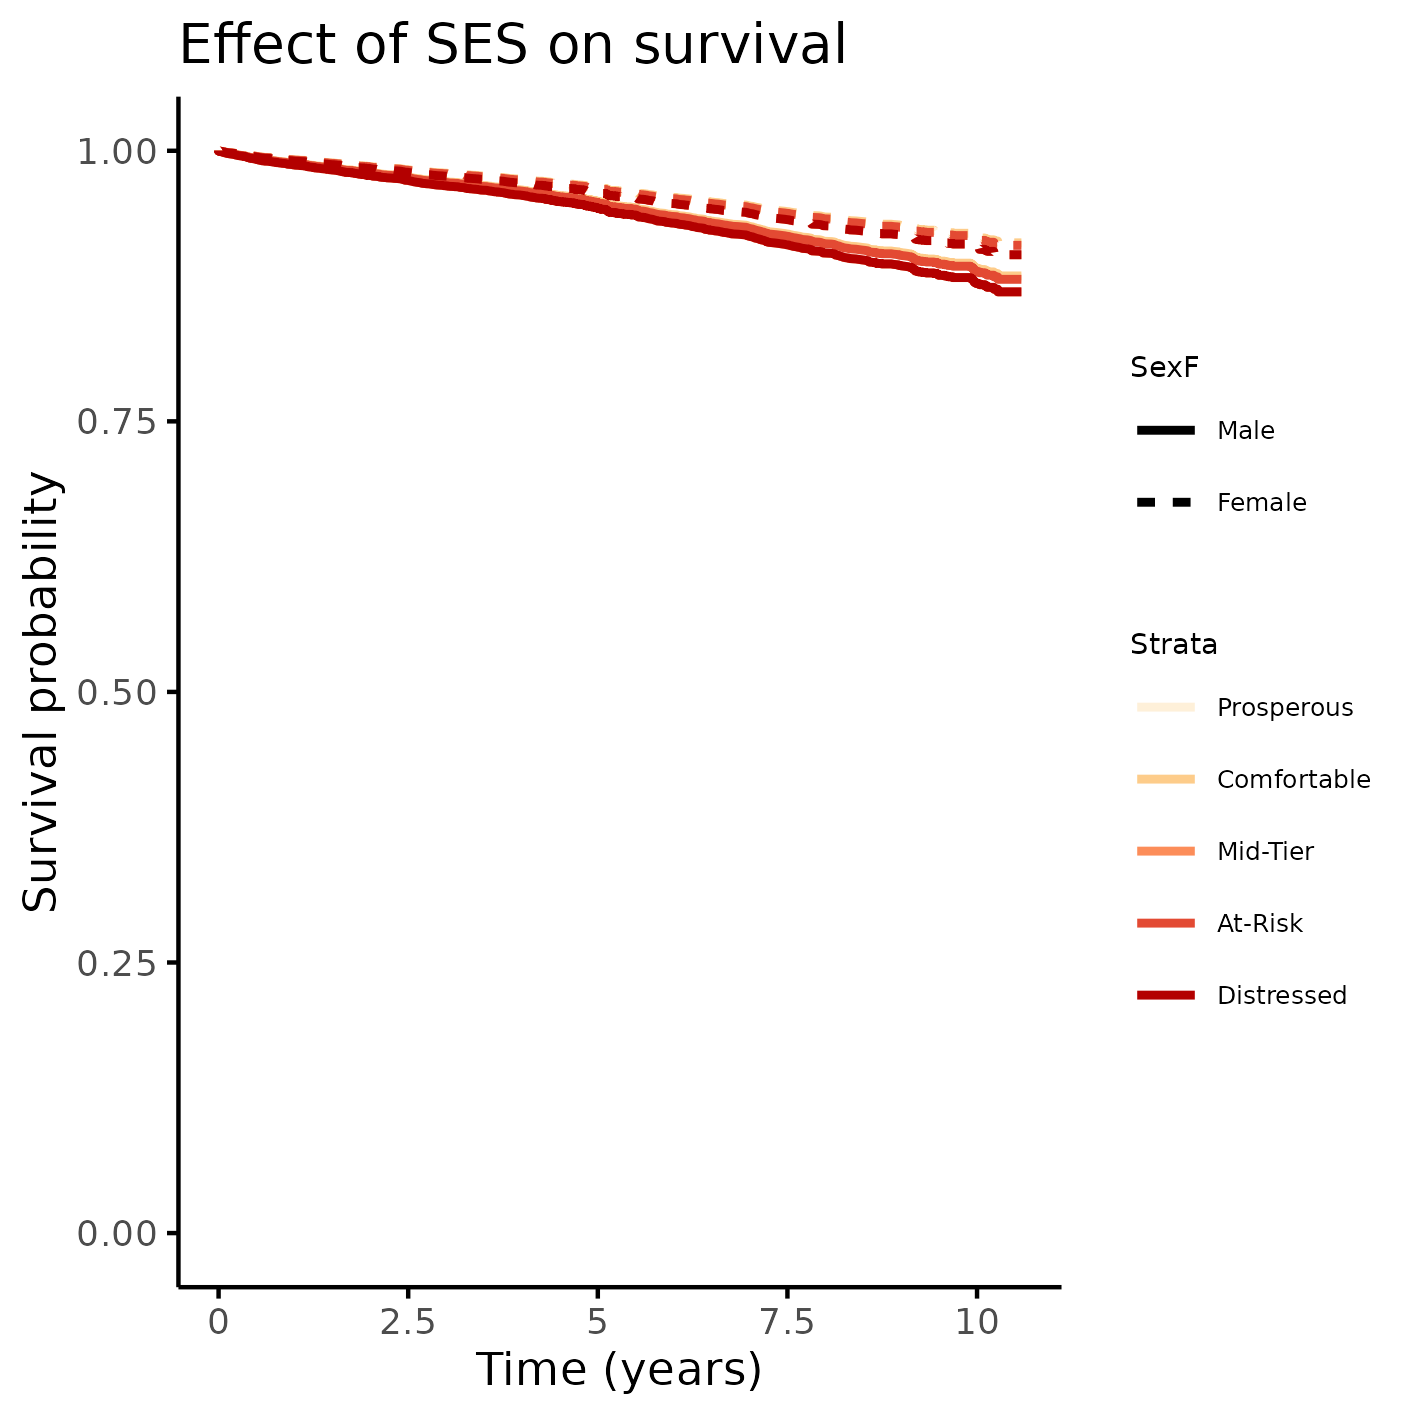 Effect of SES on survival
1.00
0.75
0.50
0.25
0.00
Survival probability
0
2.5
5
7.5
10
Time (years)
SexF
Male
Female
Strata
Prosperous
Comfortable
Mid-Tier
At-Risk
Distressed